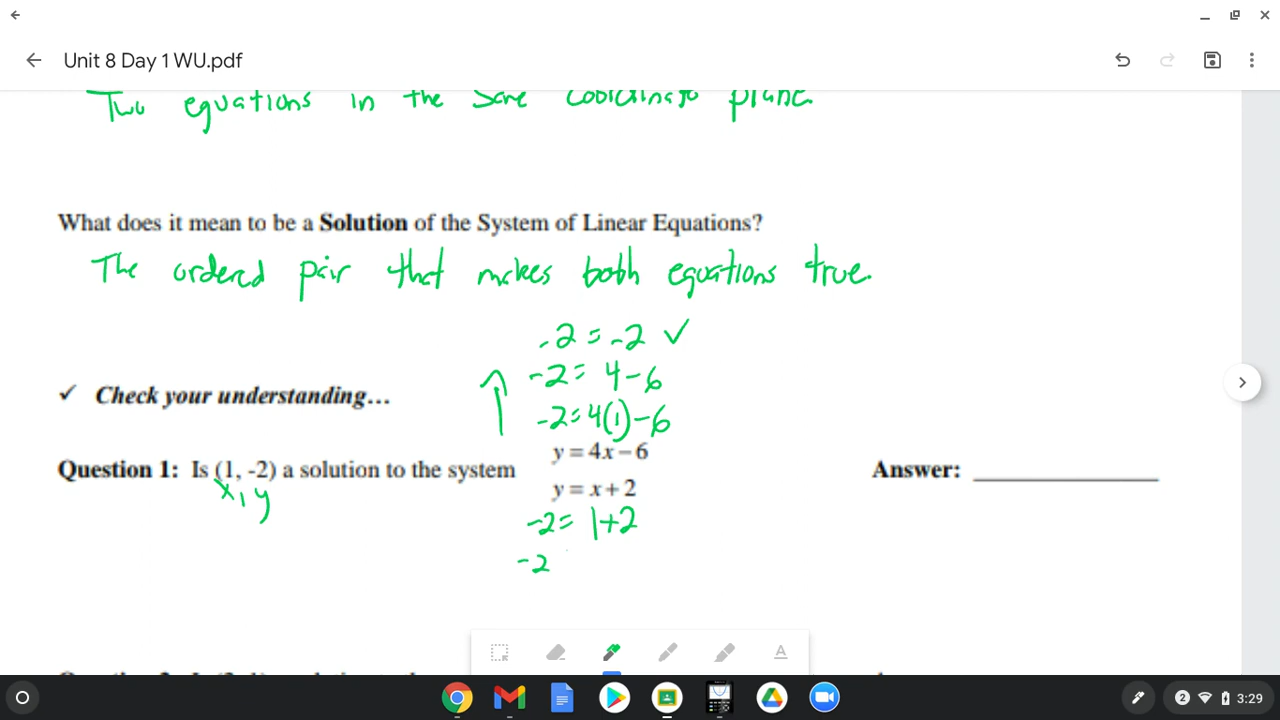 Unit 8 Day 1 WU.pdf
Two equations in the same coordinate plane.
What does it mean to be a Solution of the System of Linear Equations?
The ordered pair that makes both equations true.
-2 = -2 ✓
-2 = 4-6
✓ Check your understanding...
-2 = 4(1)-6
y = 4x – 6
Question 1: Is (1, -2) a solution to the system
Answer: ______________
x, y
y = x + 2
-2 = 1+2
-2
A
2
3:29